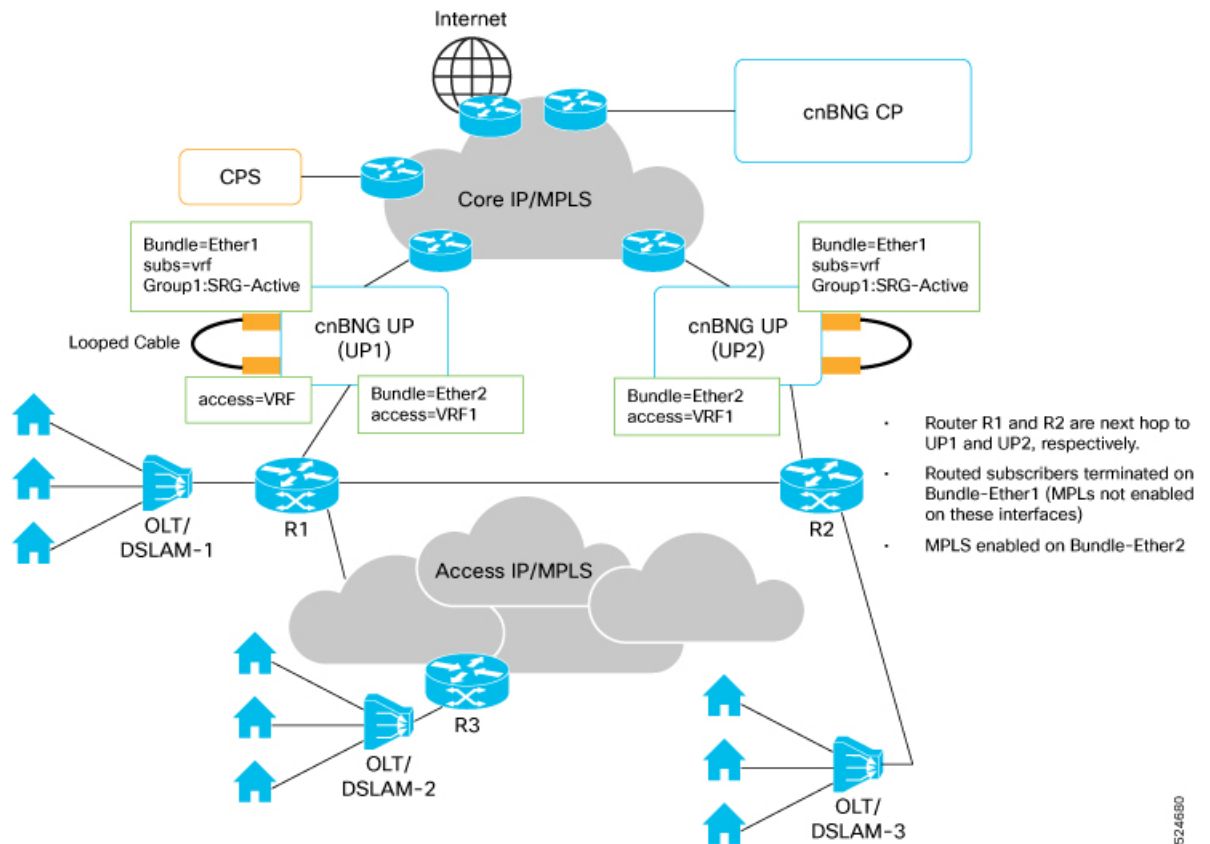 Internet
cnBNG CP
CPS
Core IP/MPLS
Bundle=Ether1
subs=vrf
Group1:SRG-Active
Bundle=Ether1
subs=vrf
Group1:SRG-Active
Looped Cable
cnBNG UP
(UP1)
cnBNG UP
(UP2)
access=VRF
Bundle=Ether2
access=VRF1
Bundle=Ether2
access=VRF1
· Router R1 and R2 are next hop to
UP1 and UP2, respectively.
· Routed subscribers terminated on
Bundle-Ether1 (MPLs not enabled
on these interfaces)
· MPLS enabled on Bundle-Ether2
OLT/
DSLAM-1
R1
R2
Access IP/MPLS
R3
OLT/
DSLAM-2
OLT/
DSLAM-3
524680